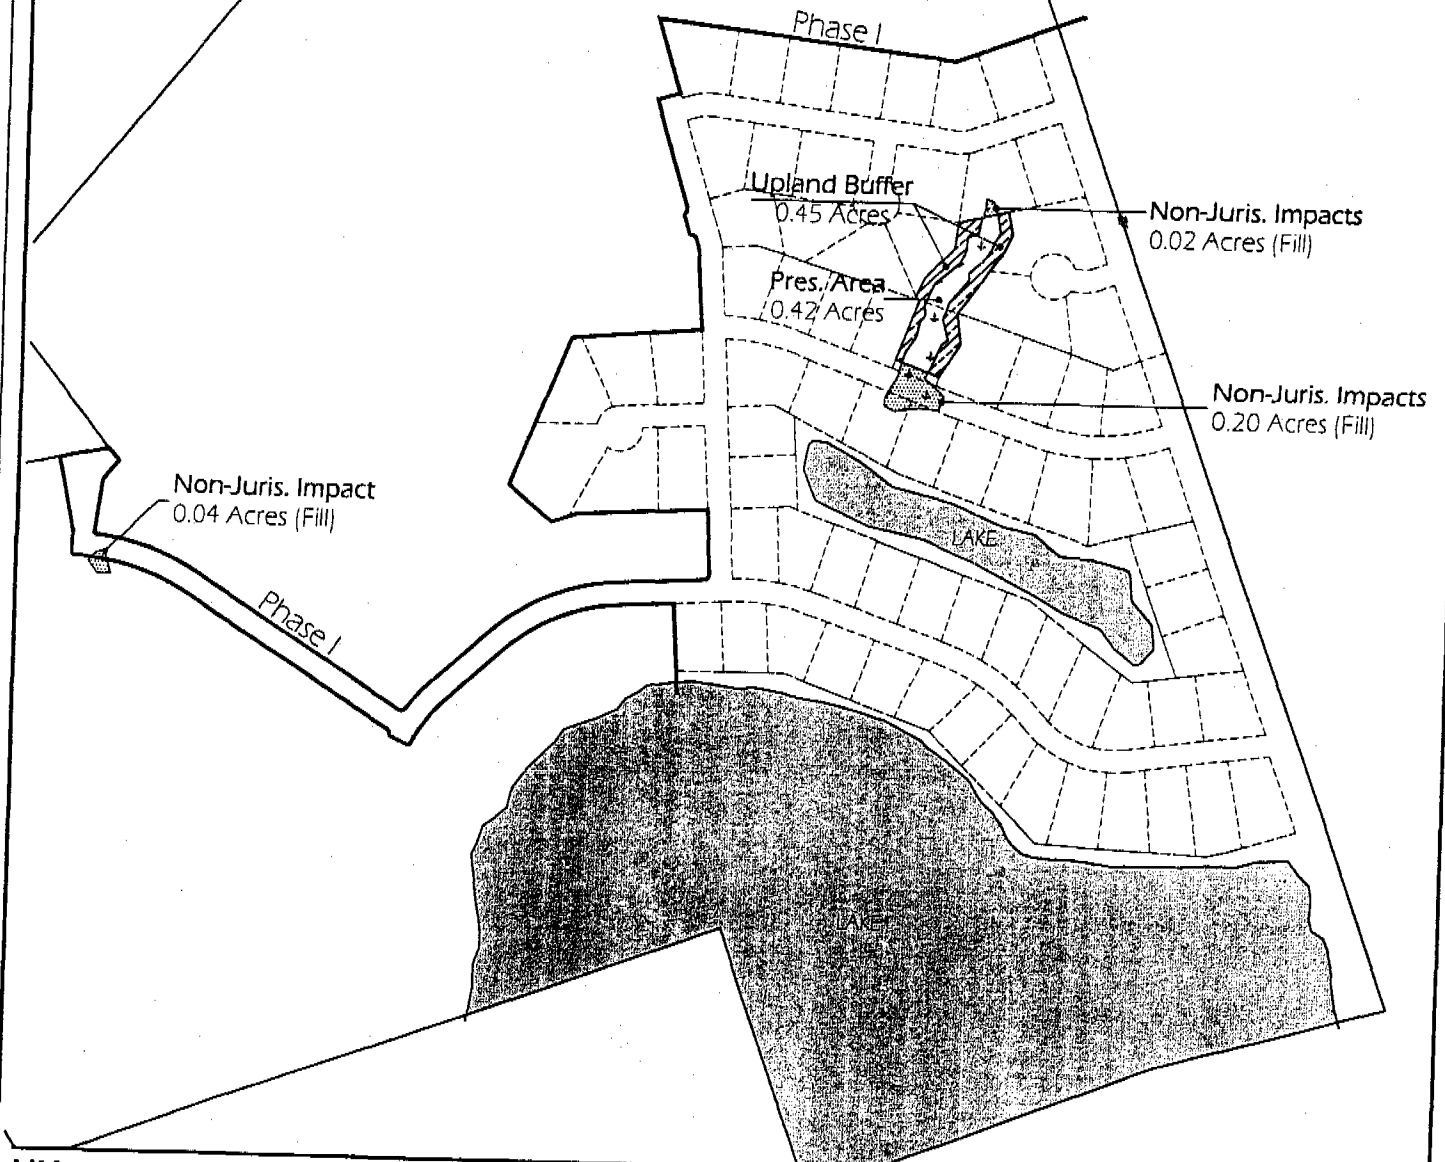 Phase I
Upland Buffer
0.45 Acres
Non-Juris. Impacts
0.02 Acres (Fill)
Pres. Area
0.42 Acres
Non-Juris. Impacts
0.20 Acres (Fill)
Non-Juris. Impact
0.04 Acres (Fill)
LAKE
Phase I
LAKE